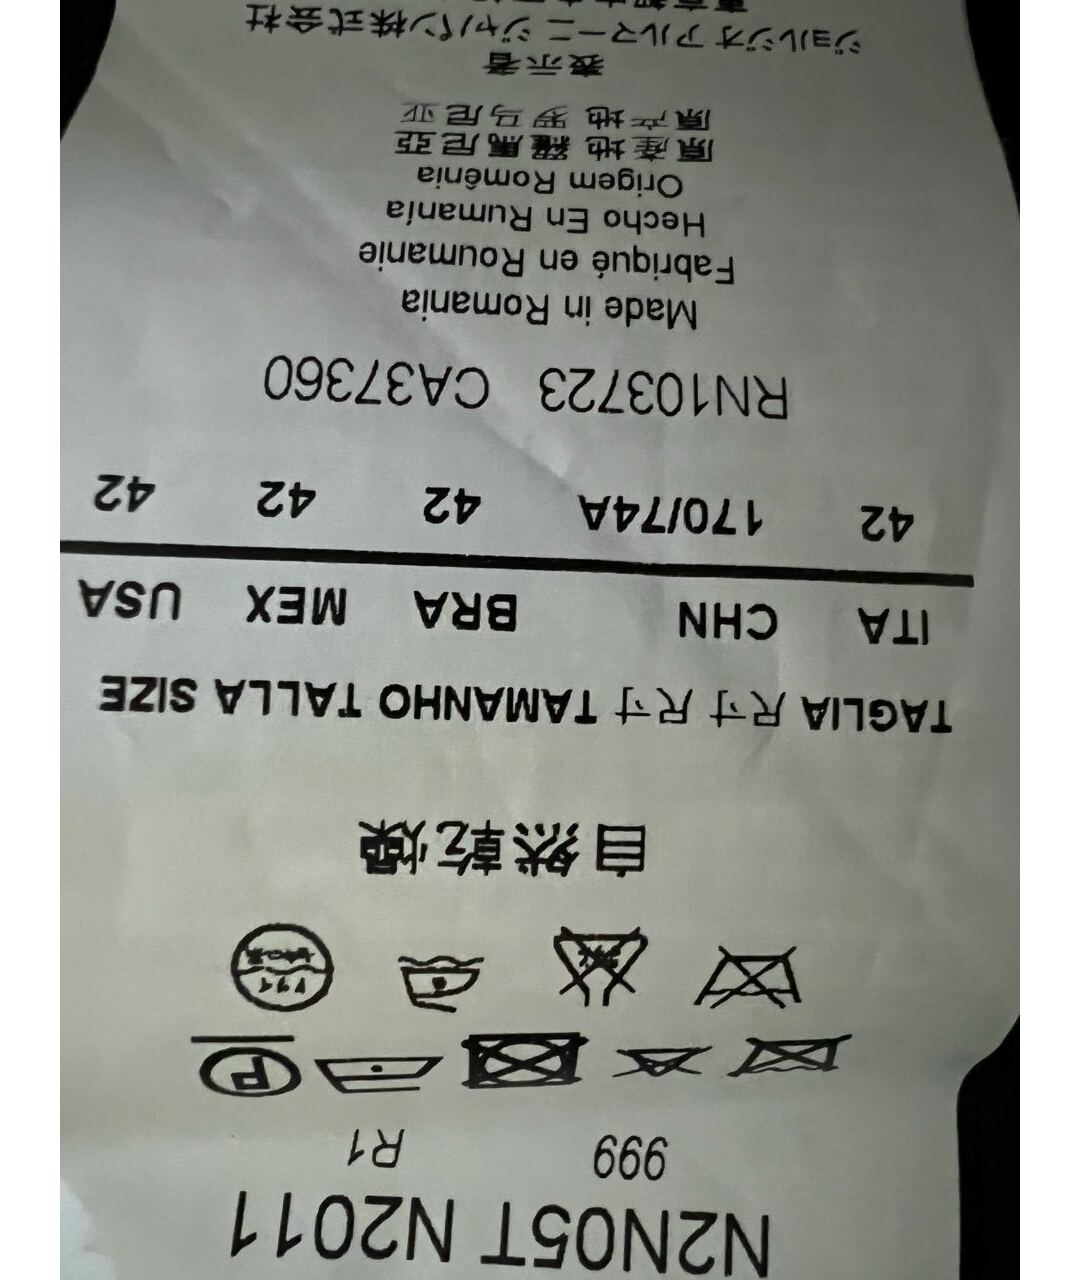 N2N05T N2011
999 R1
P
自然乾燥
TAGLIA 尺寸 尺寸 TAMANHO TALLA SIZE
ITA CHN BRA MEX USA
42 170/74A 42 42 42
RN103723 CA37360
Made in Romania
Fabriqué en Roumanie
Hecho En Rumanía
Origem Romênia
原產地 羅馬尼亞
原产地 罗马尼亚
表示者
ジョルジオ アルマーニ ジャパン株式会社